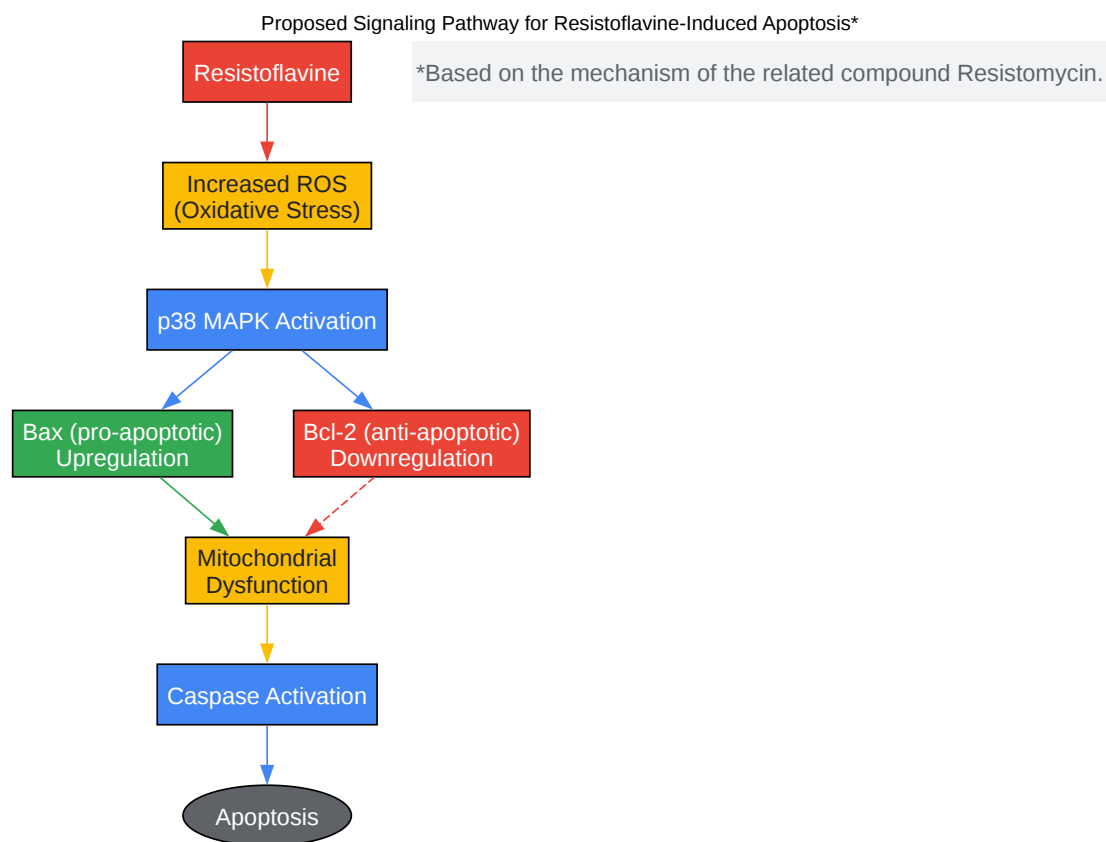 Proposed Signaling Pathway for Resistoflavine-Induced Apoptosis*
Resistoflavine
*Based on the mechanism of the related compound Resistomycin.
Increased ROS
(Oxidative Stress)
p38 MAPK Activation
Bax (pro-apoptotic)
Upregulation
Bcl-2 (anti-apoptotic)
Downregulation
Mitochondrial
Dysfunction
Caspase Activation
Apoptosis